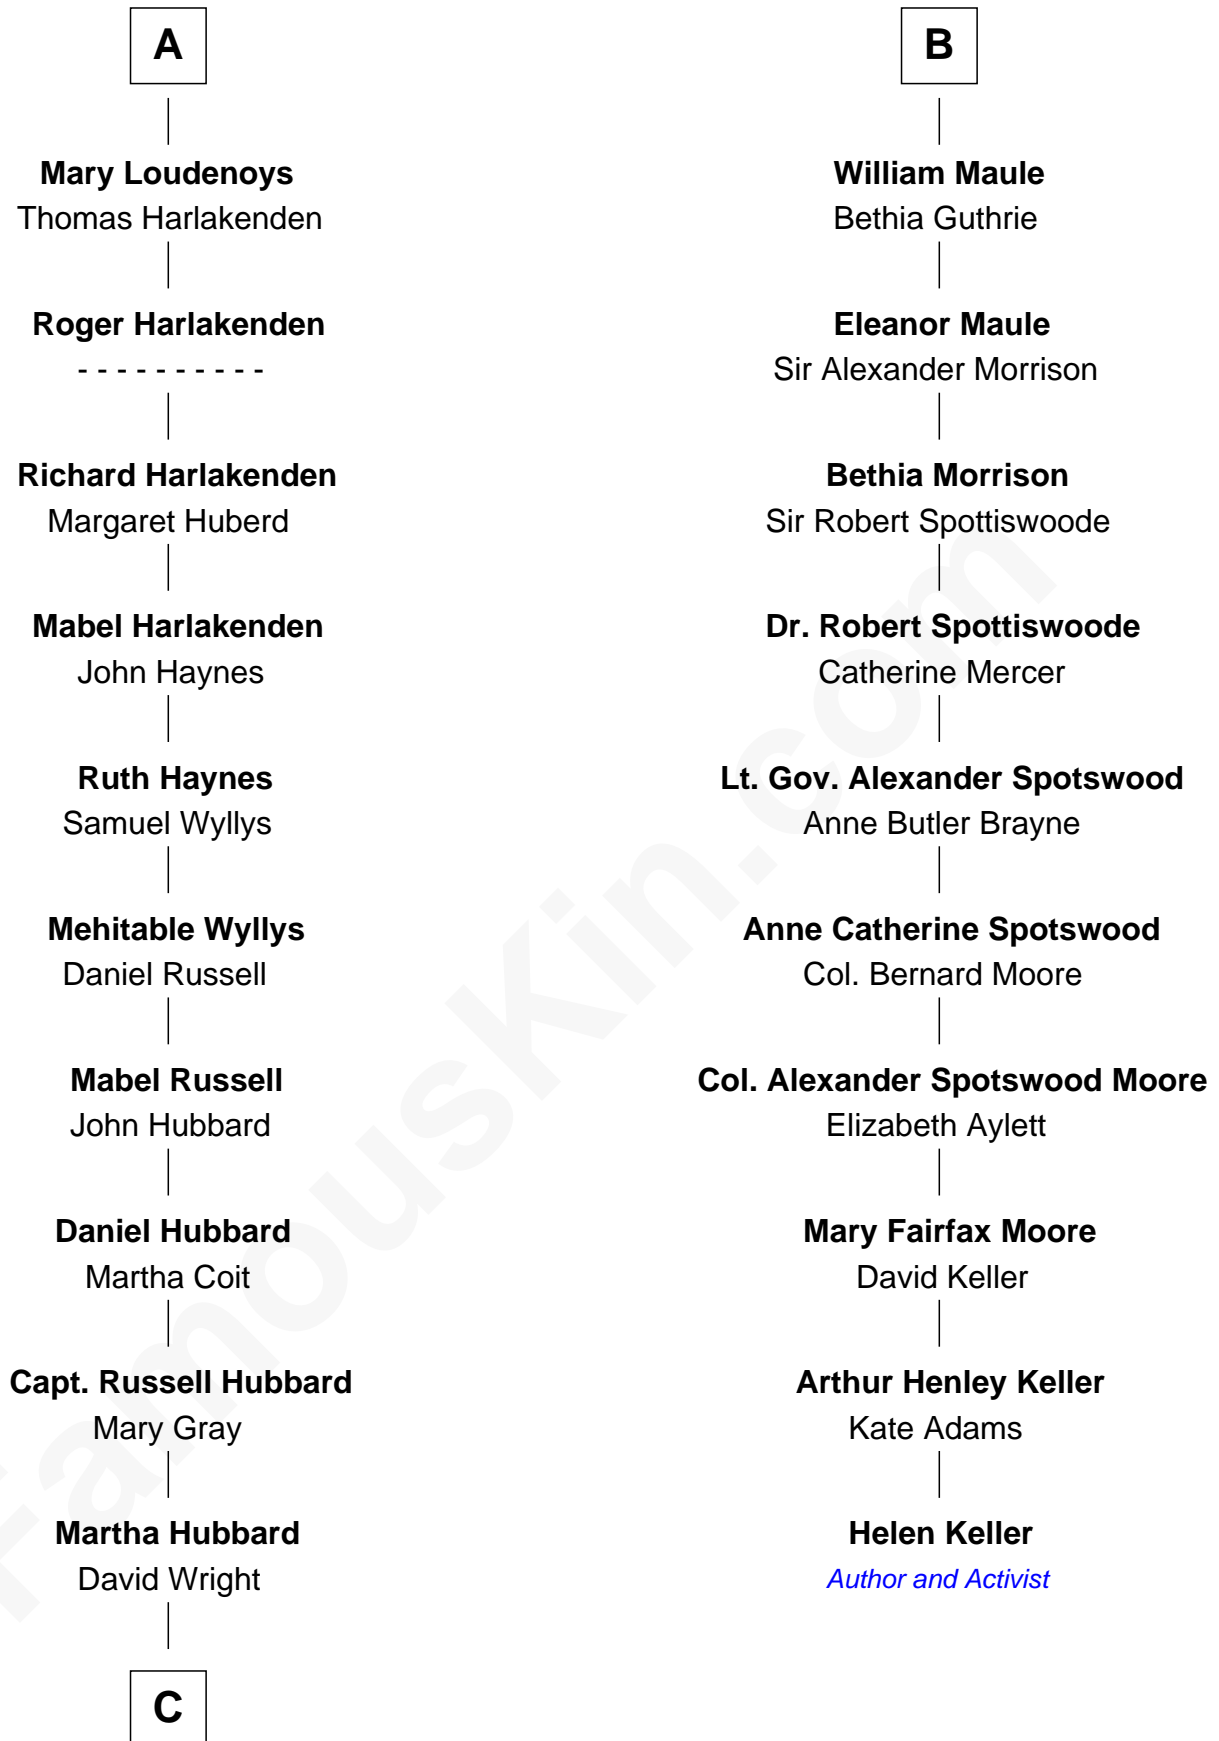 A
Mary Loudenoys
Thomas Harlakenden
Roger Harlakenden
- - - - - - - - - -
Richard Harlakenden
Margaret Huberd
Mabel Harlakenden
John Haynes
Ruth Haynes
Samuel Wyllys
Mehitable Wyllys
Daniel Russell
Mabel Russell
John Hubbard
Daniel Hubbard
Martha Coit
Capt. Russell Hubbard
Mary Gray
Martha Hubbard
David Wright
C
B
William Maule
Bethia Guthrie
Eleanor Maule
Sir Alexander Morrison
Bethia Morrison
Sir Robert Spottiswoode
Dr. Robert Spottiswoode
Catherine Mercer
Lt. Gov. Alexander Spotswood
Anne Butler Brayne
Anne Catherine Spotswood
Col. Bernard Moore
Col. Alexander Spotswood Moore
Elizabeth Aylett
Mary Fairfax Moore
David Keller
Arthur Henley Keller
Kate Adams
Helen Keller
Author and Activist
FamousKin.com